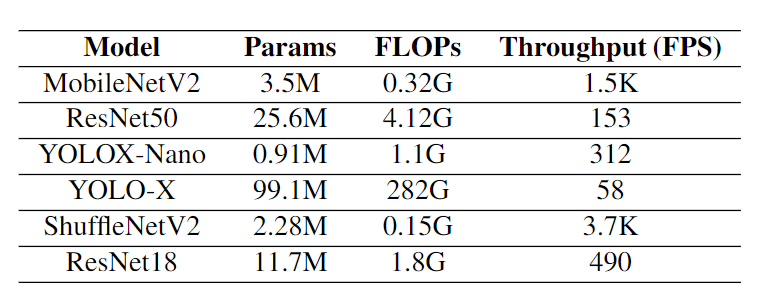 Model Params FLOPs Throughput (FPS)
MobileNetV2 3.5M 0.32G 1.5K
ResNet50 25.6M 4.12G 153
YOLOX-Nano 0.91M 1.1G 312
YOLO-X 99.1M 282G 58
ShuffleNetV2 2.28M 0.15G 3.7K
ResNet18 11.7M 1.8G 490